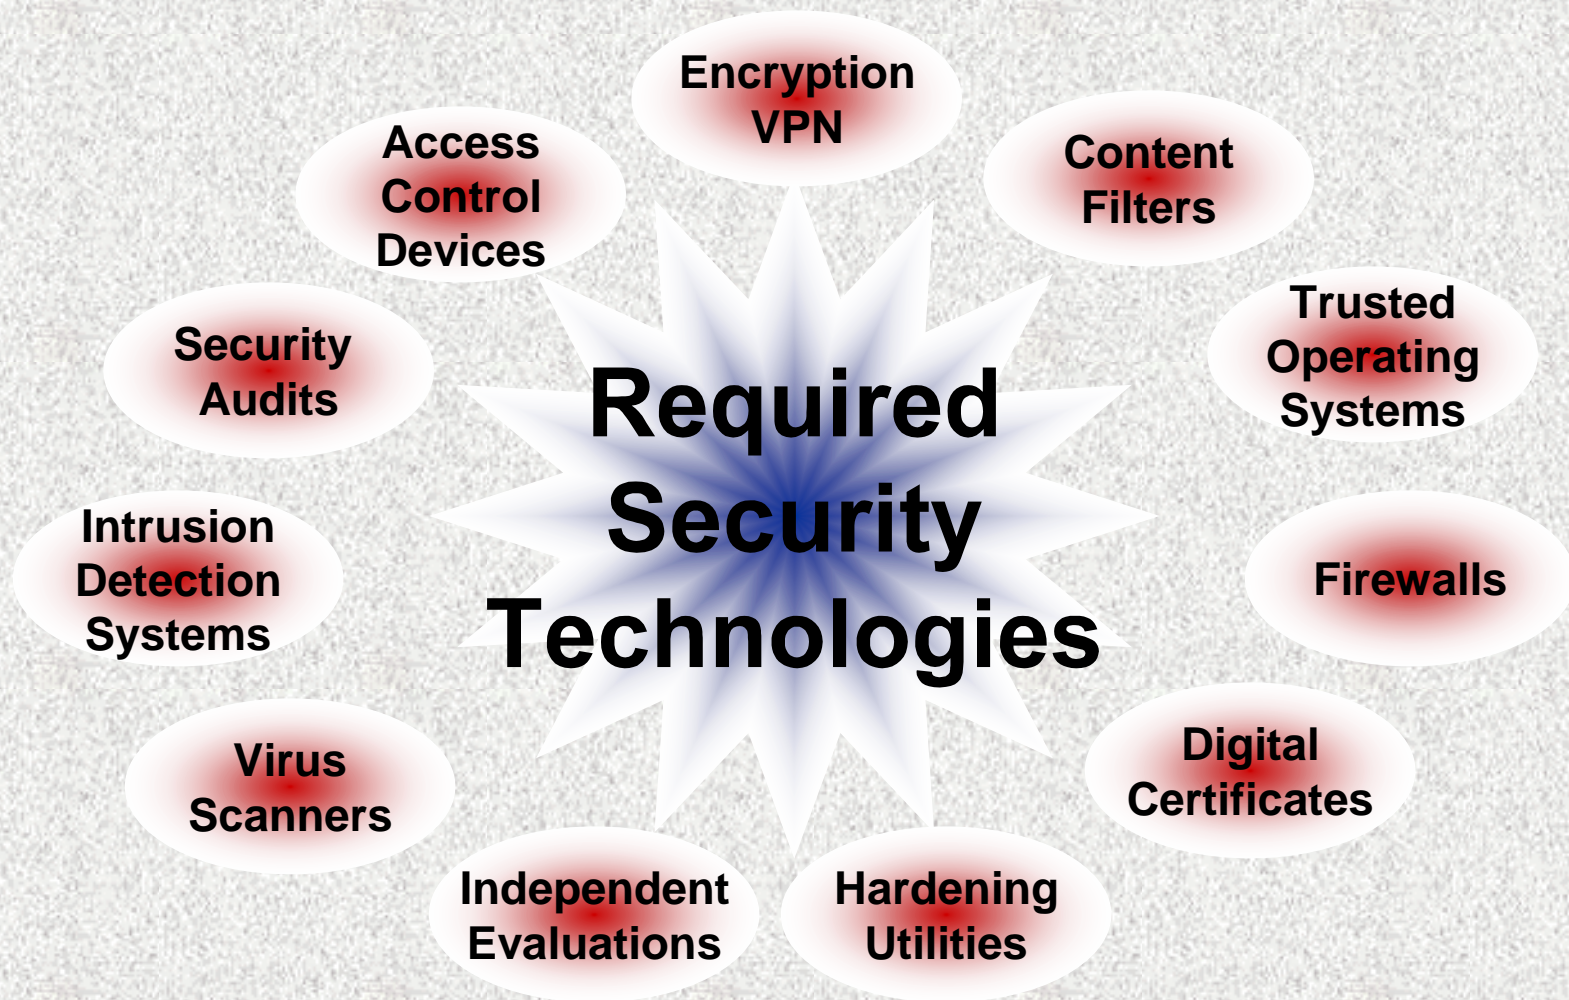 Encryption
VPN
Access
Control
Devices
Content
Filters
Trusted
Operating
Systems
Security
Audits
Required
Security
Technologies
Intrusion
Detection
Systems
Firewalls
Virus
Scanners
Digital
Certificates
Independent
Evaluations
Hardening
Utilities